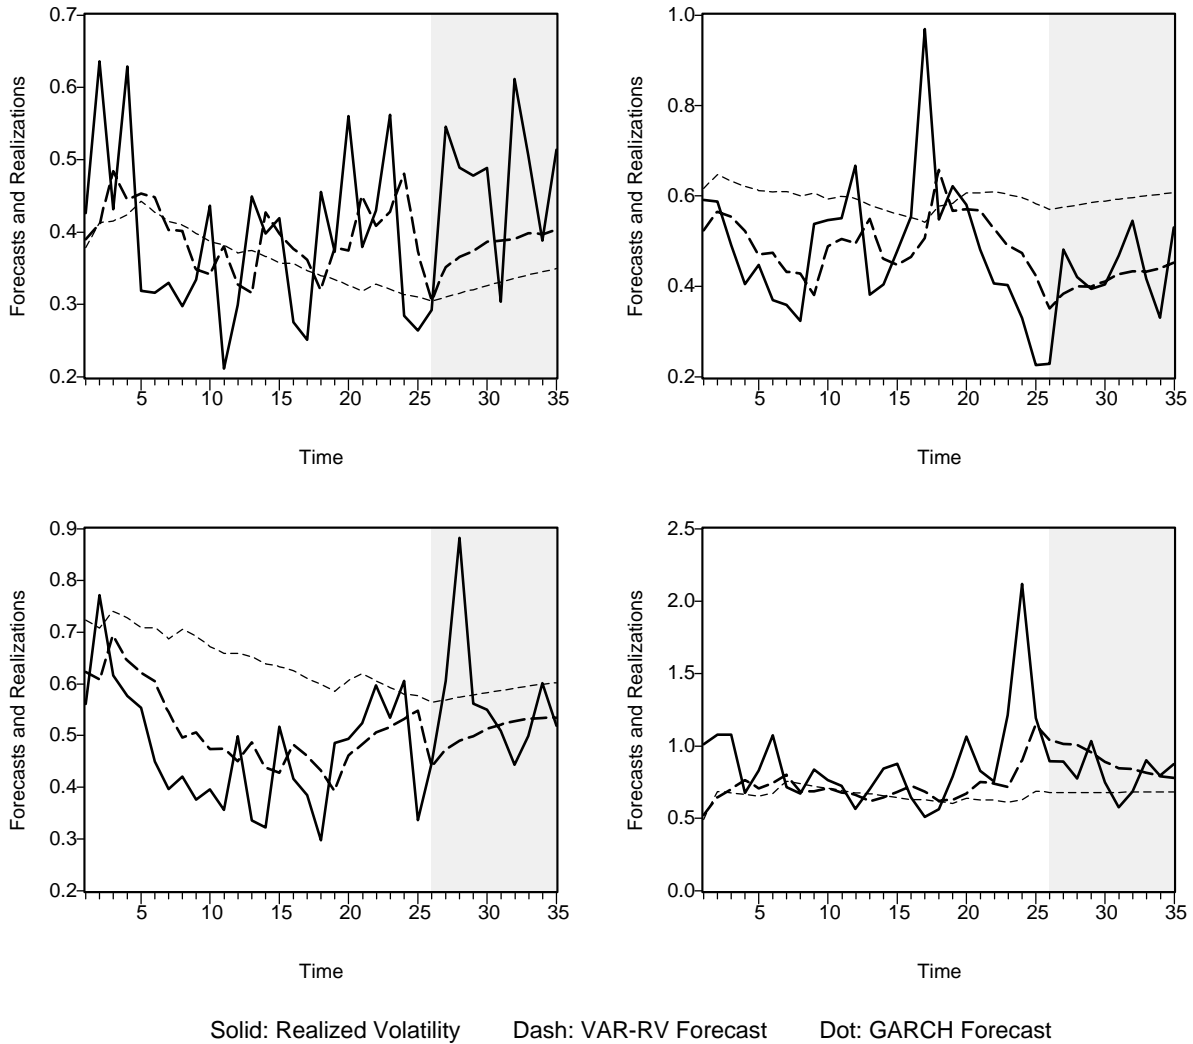 0.7
0.6
0.5
0.4
0.3
0.2
Forecasts and Realizations
5 10 15 20 25 30 35
Time
1.0
0.8
0.6
0.4
0.2
Forecasts and Realizations
5 10 15 20 25 30 35
Time
0.9
0.8
0.7
0.6
0.5
0.4
0.3
0.2
Forecasts and Realizations
5 10 15 20 25 30 35
Time
2.5
2.0
1.5
1.0
0.5
0.0
Forecasts and Realizations
5 10 15 20 25 30 35
Time
Solid: Realized Volatility Dash: VAR-RV Forecast Dot: GARCH Forecast